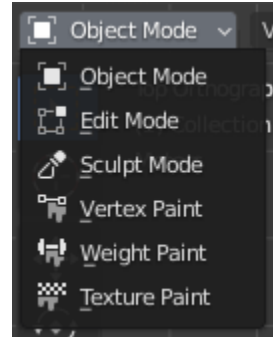 Object Mode V
Object Mode
Edit Mode
Sculpt Mode
Vertex Paint
Weight Paint
Texture Paint